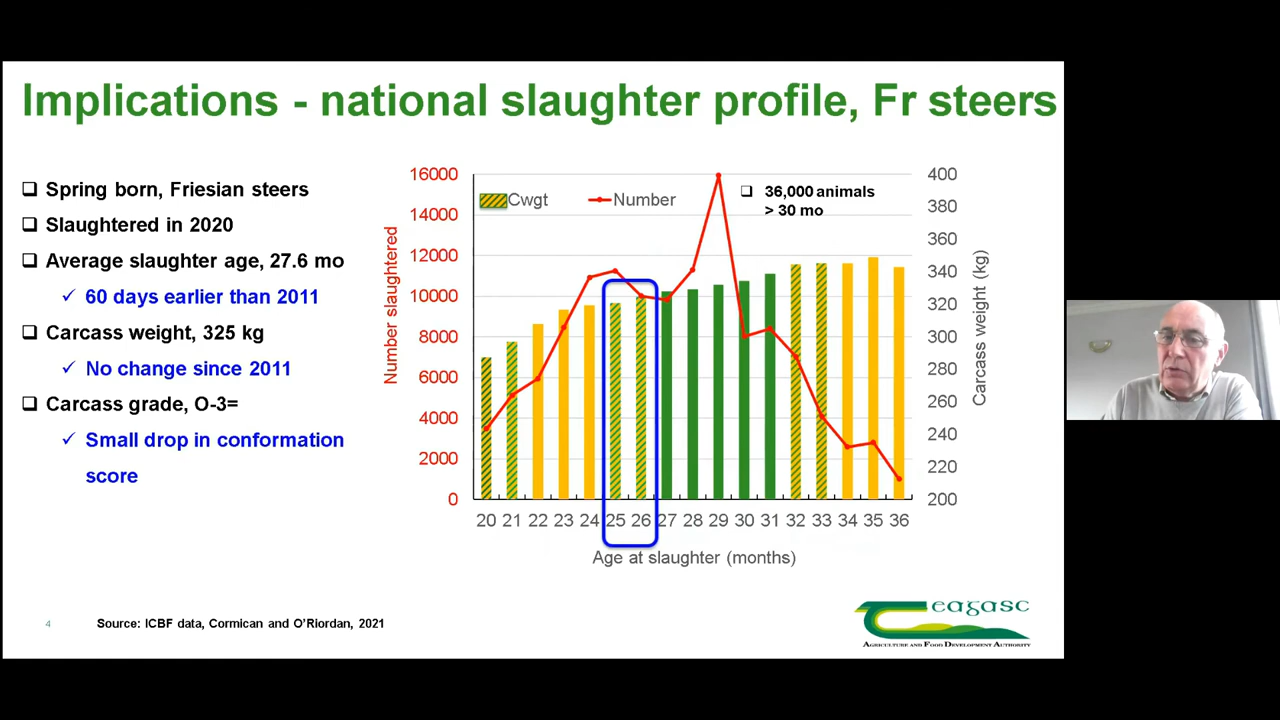 Implications - national slaughter profile, Fr steers
Spring born, Friesian steers
Slaughtered in 2020
Average slaughter age, 27.6 mo
60 days earlier than 2011
Carcass weight, 325 kg
No change since 2011
Carcass grade, O-3=
Small drop in conformation
score
16000
14000
12000
10000
8000
6000
4000
2000
0
Number slaughtered
Cwgt
Number
36,000 animals
> 30 mo
400
380
360
340
320
300
280
260
240
220
200
Carcass weight (kg)
20 21 22 23 24 25 26 27 28 29 30 31 32 33 34 35 36
Age at slaughter (months)
4
Source: ICBF data, Cormican and O'Riordan, 2021
Teagasc
Agriculture and Food Development Authority